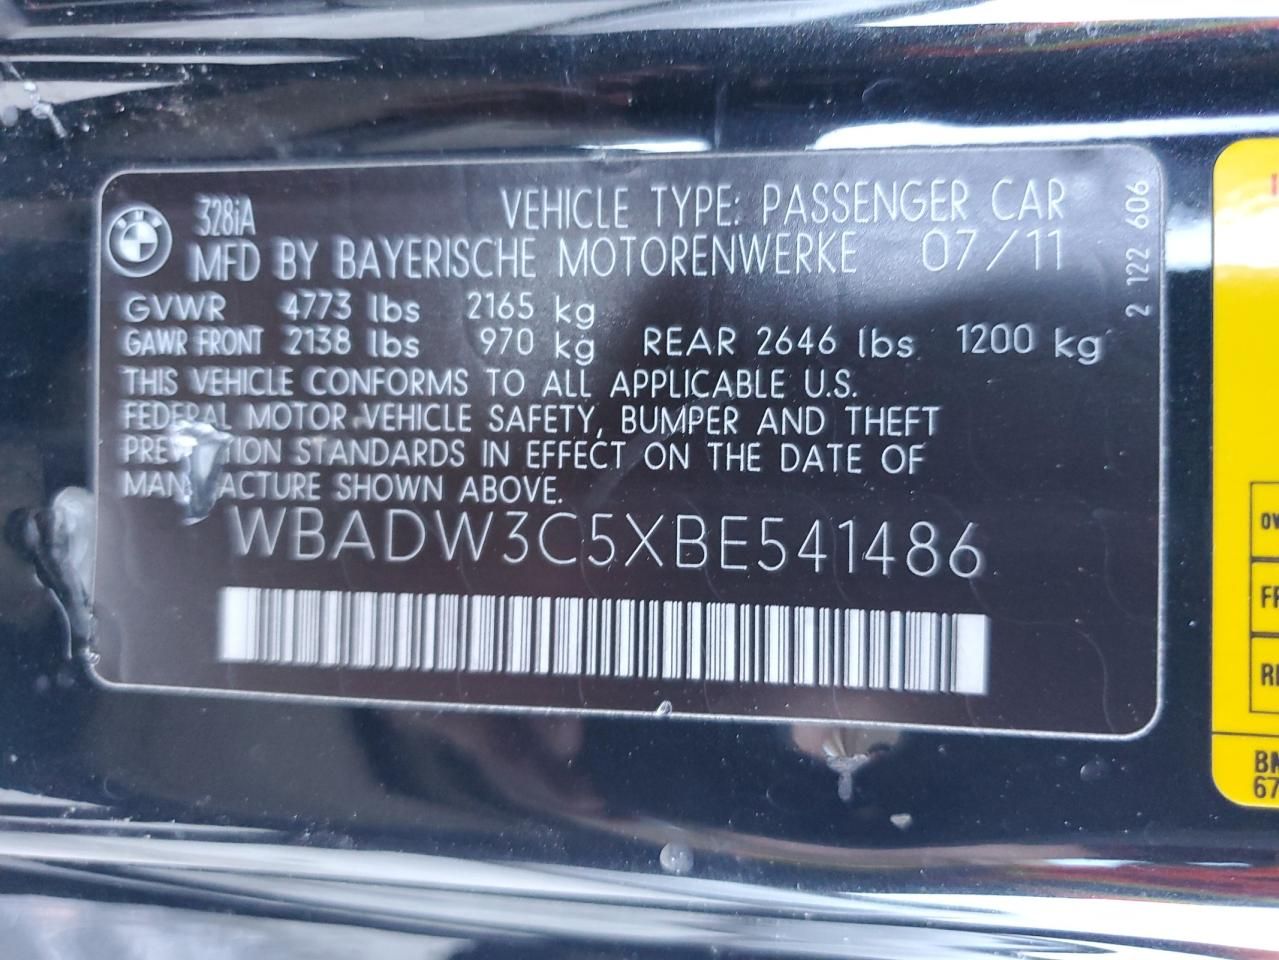 328iA
VEHICLE TYPE: PASSENGER CAR
MFD BY BAYERISCHE MOTORENWERKE 07/11
GVWR 4773 lbs 2165 kg
GAWR FRONT 2138 lbs 970 kg REAR 2646 lbs 1200 kg
THIS VEHICLE CONFORMS TO ALL APPLICABLE U.S.
FEDERAL MOTOR VEHICLE SAFETY, BUMPER AND THEFT
STANDARDS IN EFFECT ON THE DATE OF
SHOWN ABOVE.
WBADW3C5XBE541486
2 122 606